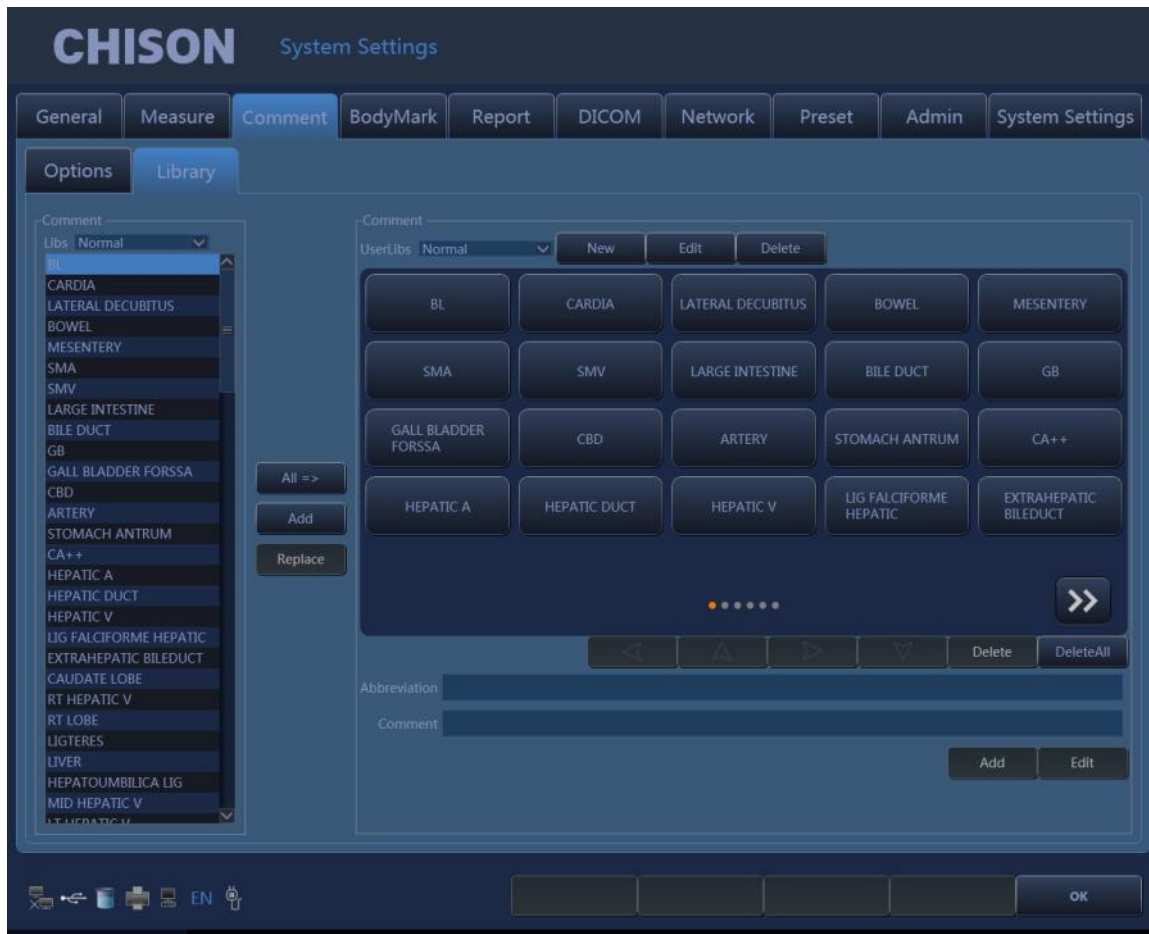 CHISON System Settings
General Measure Comment BodyMark Report DICOM Network Preset Admin System Settings
Options Library
Comment
Libs Normal
BL
CARDIA
LATERAL DECUBITUS
BOWEL
MESENTERY
SMA
SMV
LARGE INTESTINE
BILE DUCT
GB
GALL BLADDER FORSSA
CBD
ARTERY
STOMACH ANTRUM
CA++
HEPATIC A
HEPATIC DUCT
HEPATIC V
LIG FALCIFORME HEPATIC
EXTRAHEPATIC BILEDUCT
CAUDATE LOBE
RT HEPATIC V
RT LOBE
LIGTERES
LIVER
HEPATOUMBILICA LIG
MID HEPATIC V
LT HEPATIC V
All =>
Add
Replace
Comment
UserLibs Normal New Edit Delete
BL CARDIA LATERAL DECUBITUS BOWEL MESENTERY
SMA SMV LARGE INTESTINE BILE DUCT GB
GALL BLADDER
FORSSA
CBD ARTERY STOMACH ANTRUM CA++
HEPATIC A HEPATIC DUCT HEPATIC V
LIG FALCIFORME
HEPATIC
EXTRAHEPATIC
BILEDUCT
>>
Delete DeleteAll
Abbreviation
Comment
Add Edit
EN
OK